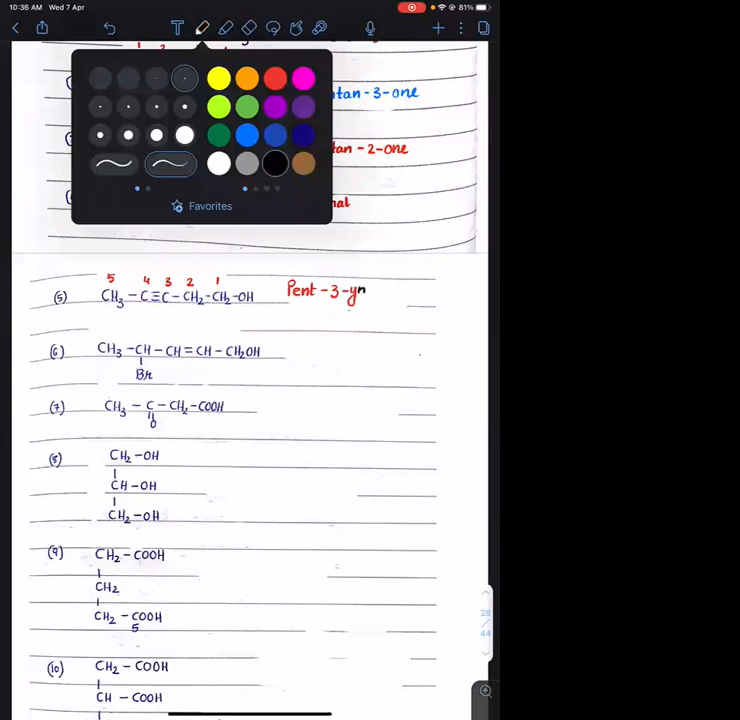 10:36 AM Wed 7 Apr
81%
tan-3-one
tan-2-one
nal
Favorites
5 4 3 2 1
(5) CH3 - C≡C - CH2-CH2-OH Pent-3-yn
(6) CH3 - CH - CH = CH - CH2OH
Br
(7) CH3 - C - CH2-COOH
O
(8) CH2-OH
CH-OH
CH2-OH
(9) CH2-COOH
CH2
CH2 - COOH
5
(10) CH2 - COOH
CH - COOH
28
44